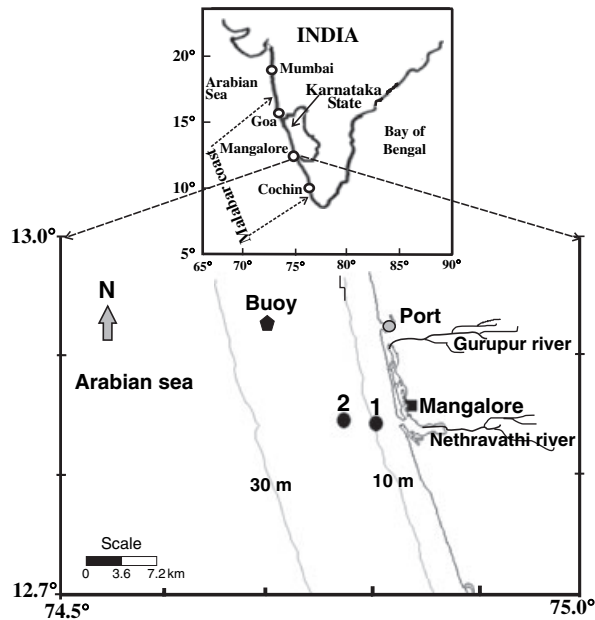 INDIA
20°
Mumbai
Arabian
Sea
Karnataka
State
15°
Goa
Bay of
Bengal
Mangalore
Malabar coast
10°
Cochin
5°
65° 70° 75° 80° 85° 90°
13.0°
N
Buoy
Port
Gurupur river
Arabian sea
2 1
Mangalore
Nethravathi river
30 m
10 m
Scale
0 3.6 7.2 km
12.7°
74.5° 75.0°